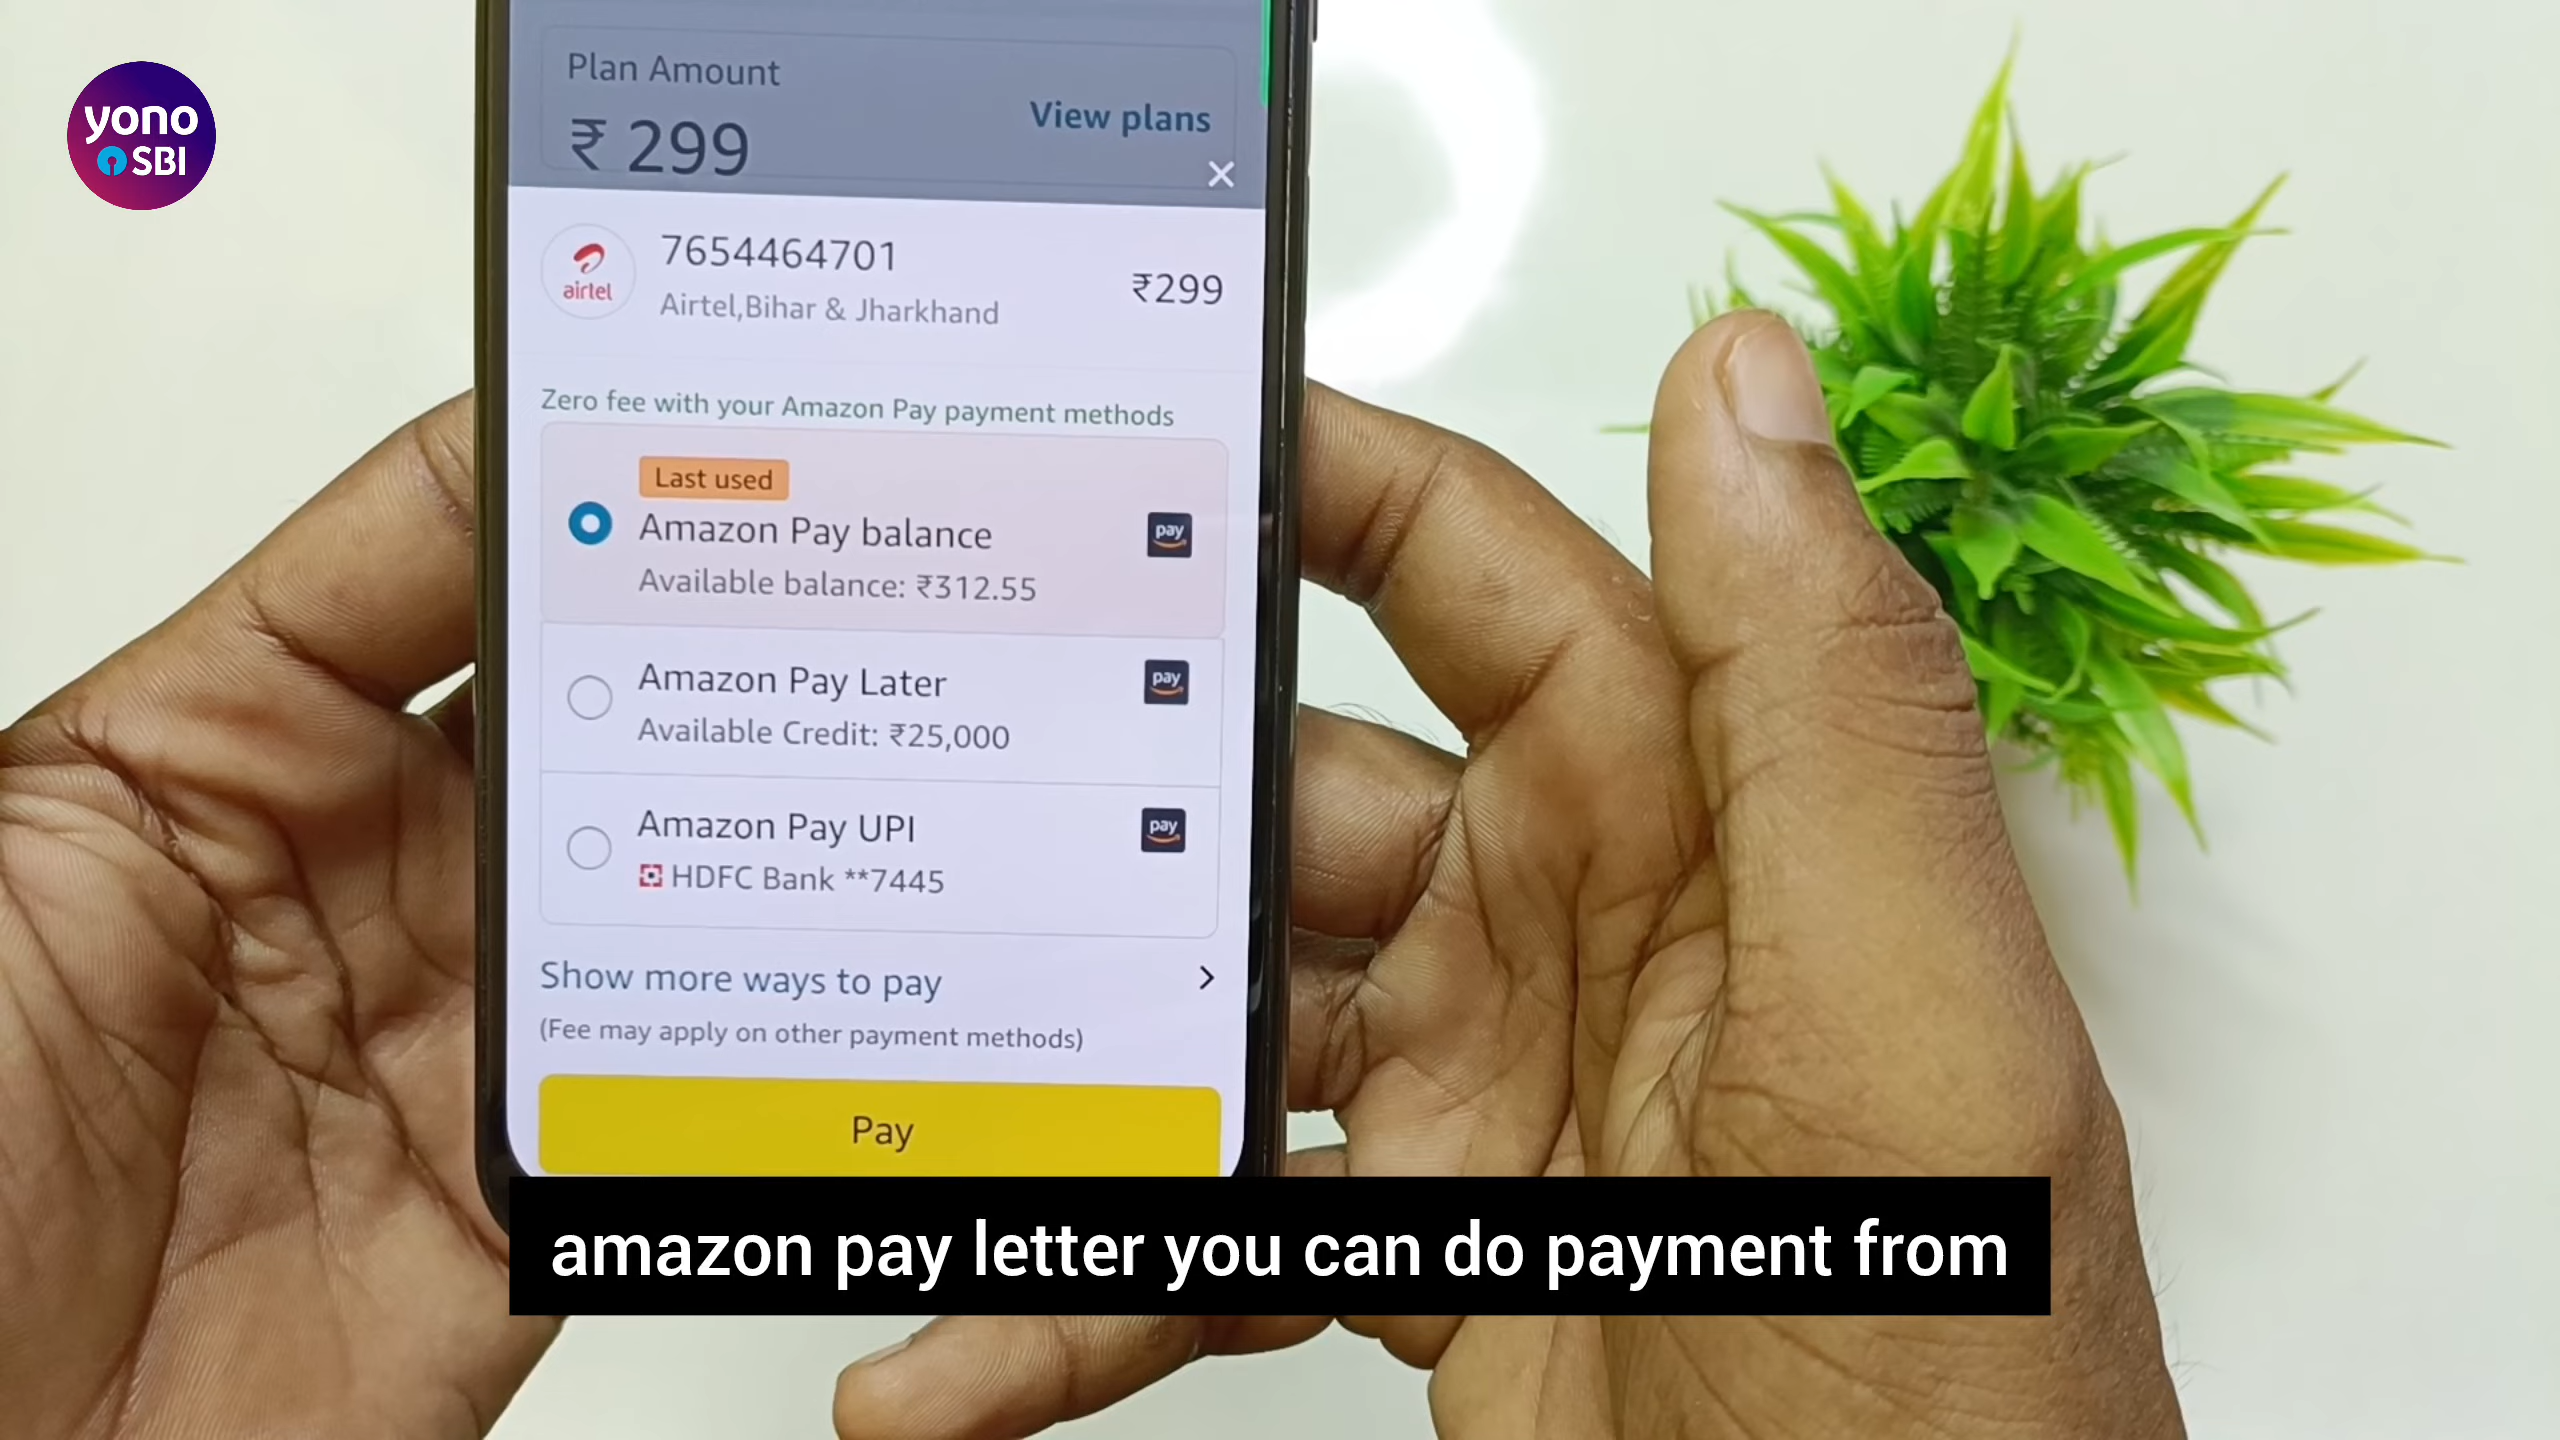 yono
SBI
Plan Amount
₹ 299
View plans
airtel
7654464701
Airtel,Bihar & Jharkhand
₹299
Zero fee with your Amazon Pay payment methods
Last used
Amazon Pay balance
Available balance: ₹312.55
pay
Amazon Pay Later
Available Credit: ₹25,000
pay
Amazon Pay UPI
HDFC Bank **7445
pay
Show more ways to pay
(Fee may apply on other payment methods)
Pay
amazon pay letter you can do payment from